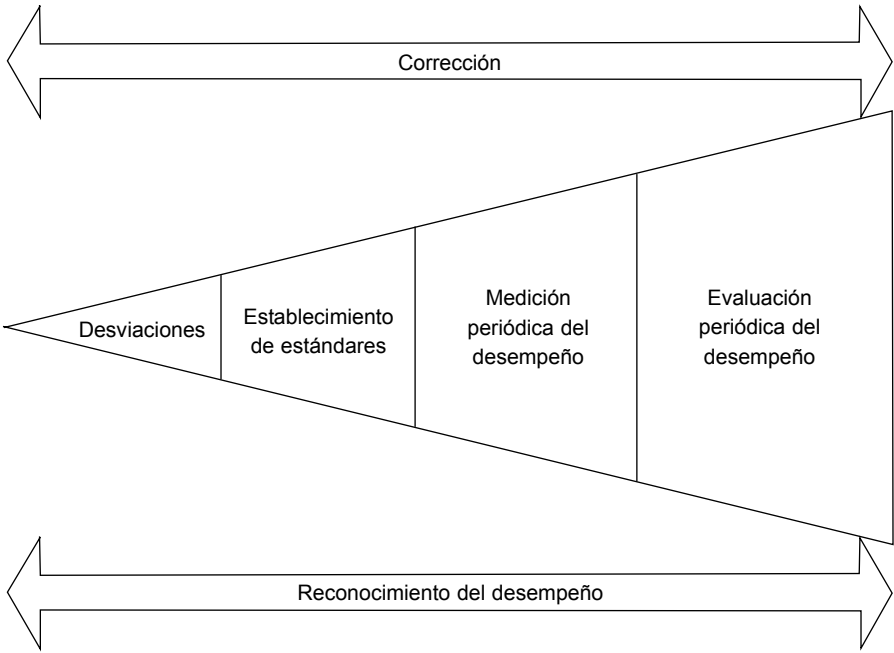 Corrección
Desviaciones
Establecimiento
de estándares
Medición
periódica del
desempeño
Evaluación
periódica del
desempeño
Reconocimiento del desempeño